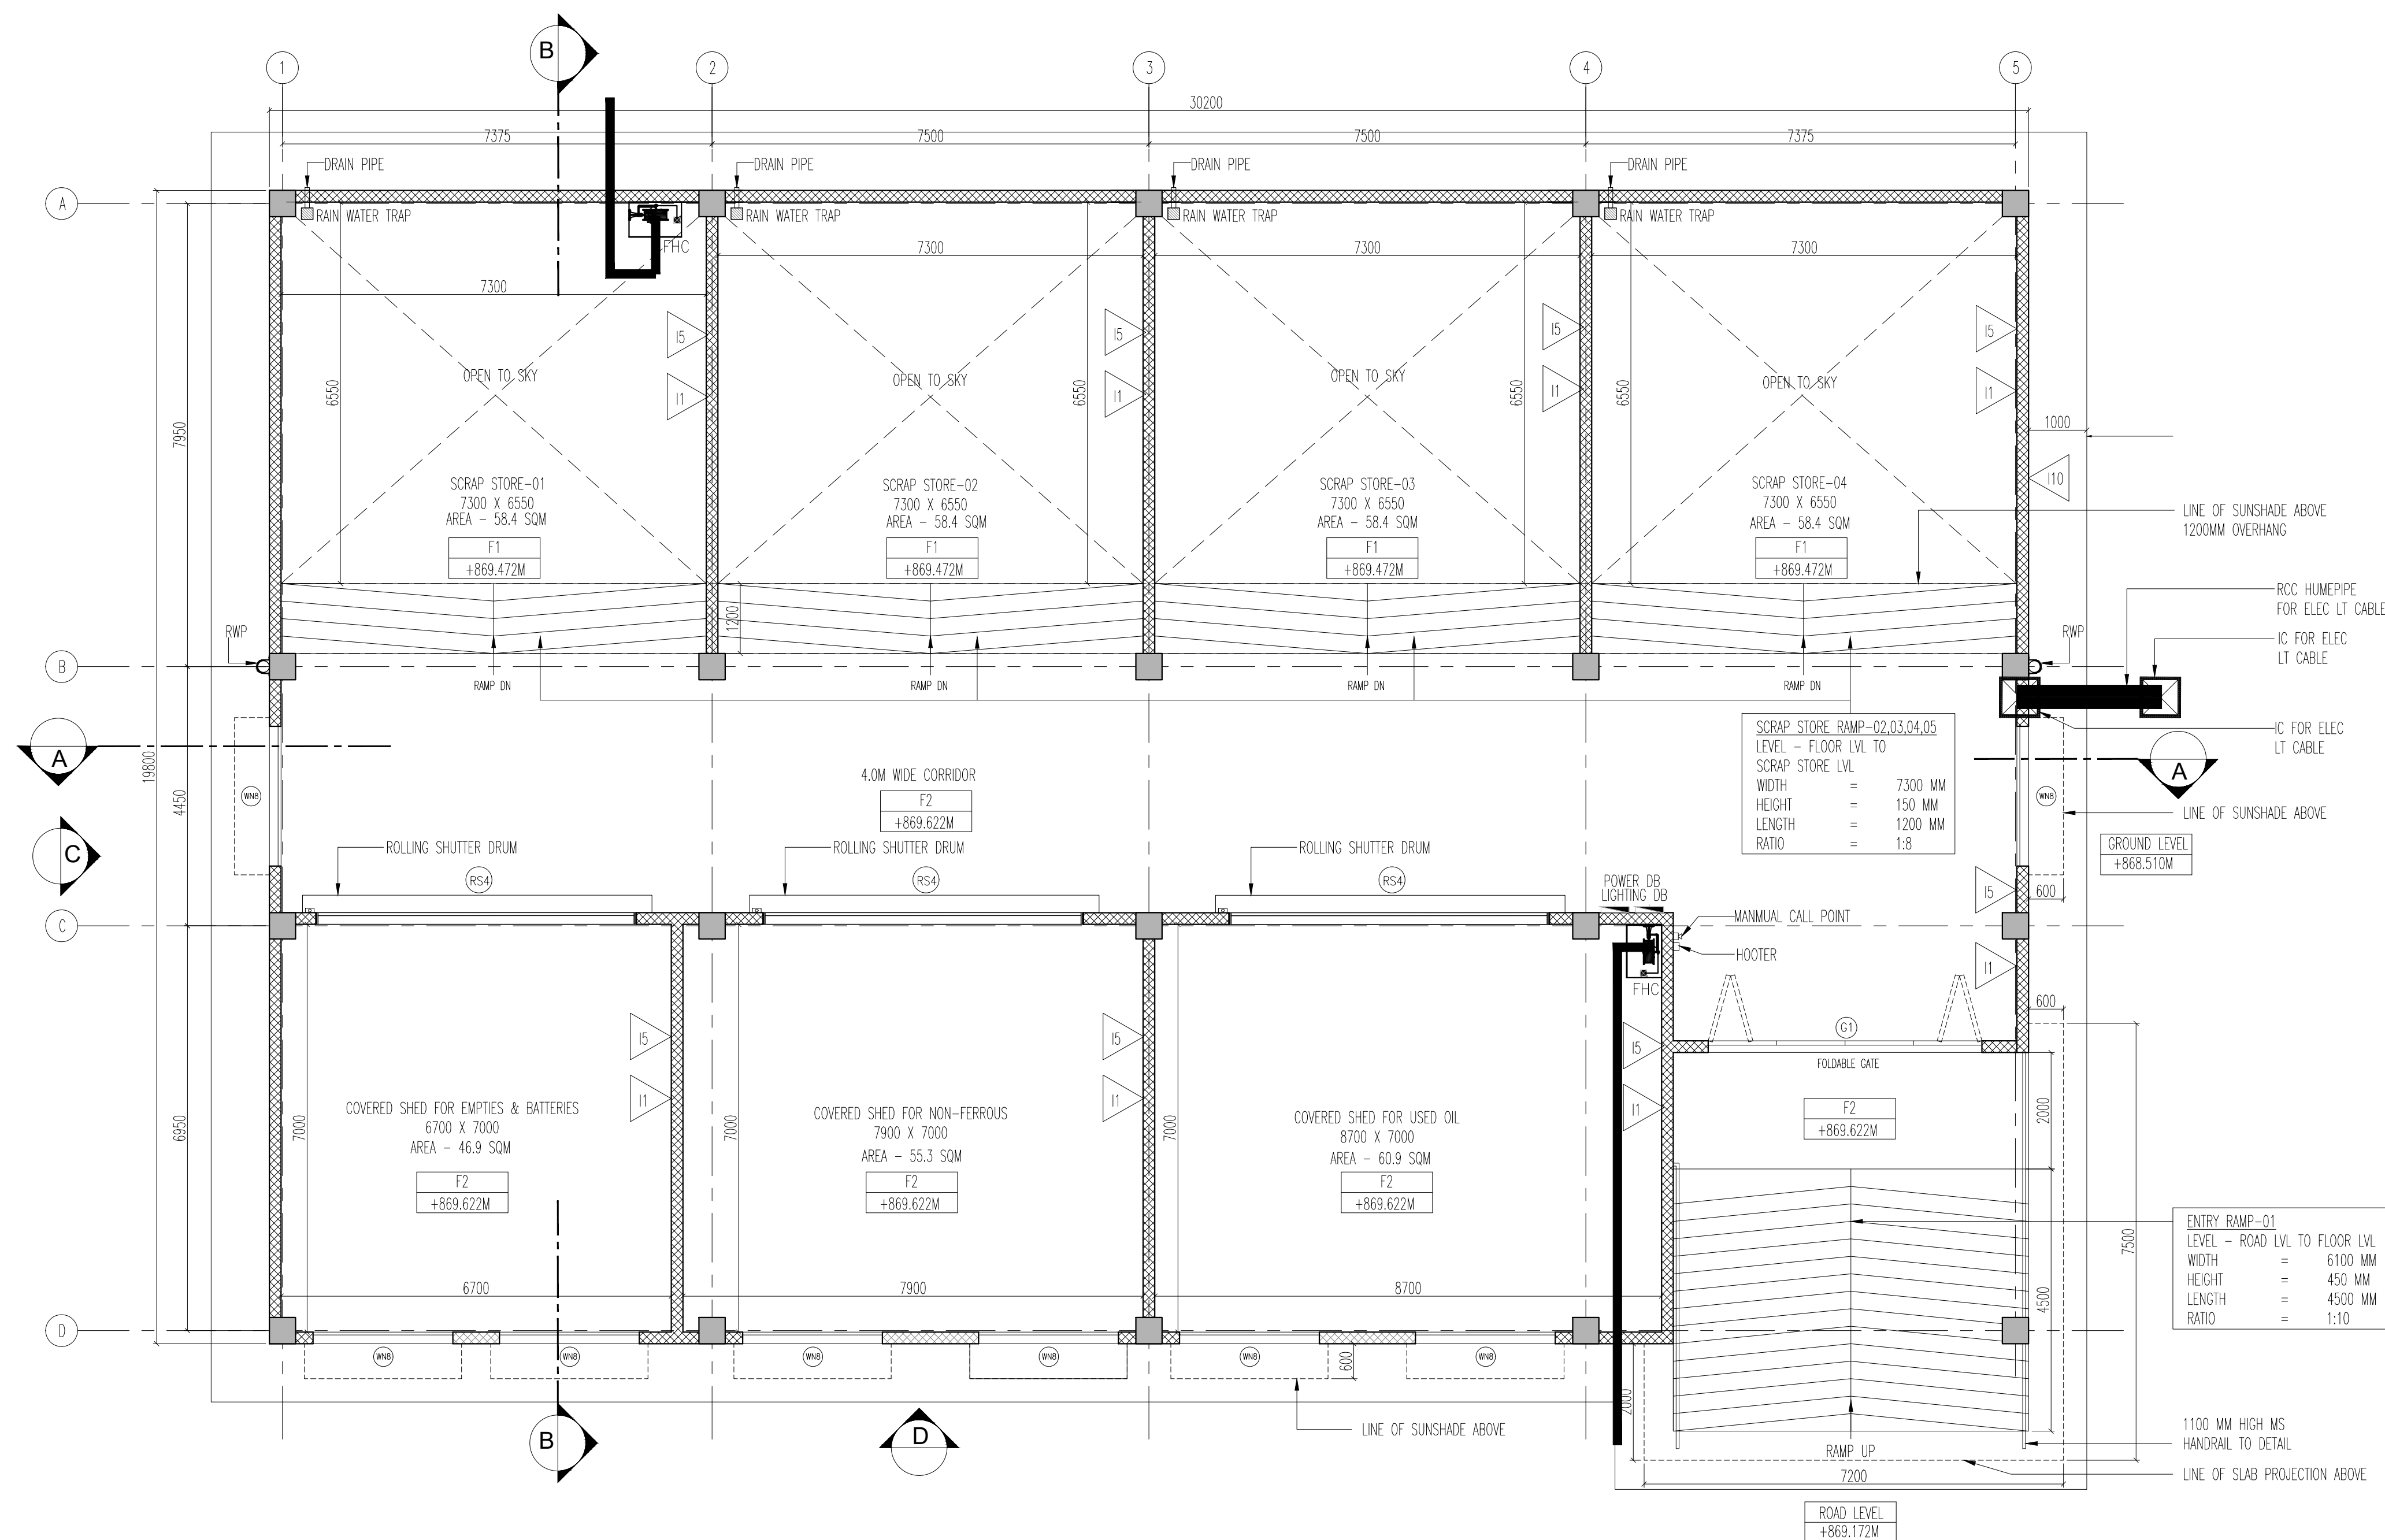 B
1
2
3
4
5
30200
7375
7500
7500
7375
DRAIN PIPE
DRAIN PIPE
DRAIN PIPE
DRAIN PIPE
A
RAIN WATER TRAP
RAIN WATER TRAP
RAIN WATER TRAP
RAIN WATER TRAP
FHC
7300
7300
7300
7300
I5
I5
I5
I5
OPEN TO SKY
OPEN TO SKY
OPEN TO SKY
OPEN TO SKY
6550
6550
6550
6550
I1
I1
I1
I1
7950
1000
I10
SCRAP STORE-01
7300 X 6550
AREA - 58.4 SQM
F1
+869.472M
SCRAP STORE-02
7300 X 6550
AREA - 58.4 SQM
F1
+869.472M
SCRAP STORE-03
7300 X 6550
AREA - 58.4 SQM
F1
+869.472M
SCRAP STORE-04
7300 X 6550
AREA - 58.4 SQM
F1
+869.472M
LINE OF SUNSHADE ABOVE
1200MM OVERHANG
RCC HUMEPIPE
FOR ELEC LT CABLE
1200
RWP
RWP
IC FOR ELEC
LT CABLE
B
RAMP DN
RAMP DN
RAMP DN
RAMP DN
IC FOR ELEC
LT CABLE
SCRAP STORE RAMP-02,03,04,05
LEVEL - FLOOR LVL TO
SCRAP STORE LVL
WIDTH = 7300 MM
HEIGHT = 150 MM
LENGTH = 1200 MM
RATIO = 1:8
A
A
19800
4450
WN8
WN8
4.0M WIDE CORRIDOR
F2
+869.622M
LINE OF SUNSHADE ABOVE
GROUND LEVEL
+868.510M
C
ROLLING SHUTTER DRUM
ROLLING SHUTTER DRUM
ROLLING SHUTTER DRUM
RS4
RS4
RS4
POWER DB
LIGHTING DB
I5
600
C
MANMUAL CALL POINT
HOOTER
FHC
I1
600
G1
FOLDABLE GATE
I5
I5
I5
I1
I1
I1
6950
7000
7000
7000
COVERED SHED FOR EMPTIES & BATTERIES
6700 X 7000
AREA - 46.9 SQM
F2
+869.622M
COVERED SHED FOR NON-FERROUS
7900 X 7000
AREA - 55.3 SQM
F2
+869.622M
COVERED SHED FOR USED OIL
8700 X 7000
AREA - 60.9 SQM
F2
+869.622M
F2
+869.622M
2000
7500
4500
ENTRY RAMP-01
LEVEL - ROAD LVL TO FLOOR LVL
WIDTH = 6100 MM
HEIGHT = 450 MM
LENGTH = 4500 MM
RATIO = 1:10
6700
7900
8700
D
WN8
WN8
WN8
WN8
WN8
WN8
600
2000
B
D
LINE OF SUNSHADE ABOVE
1100 MM HIGH MS
HANDRAIL TO DETAIL
RAMP UP
7200
LINE OF SLAB PROJECTION ABOVE
ROAD LEVEL
+869.172M